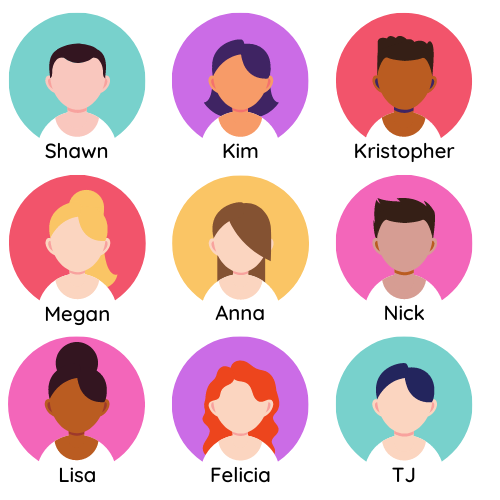 Shawn
Kim
Kristopher
Megan
Anna
Nick
Lisa
Felicia
TJ